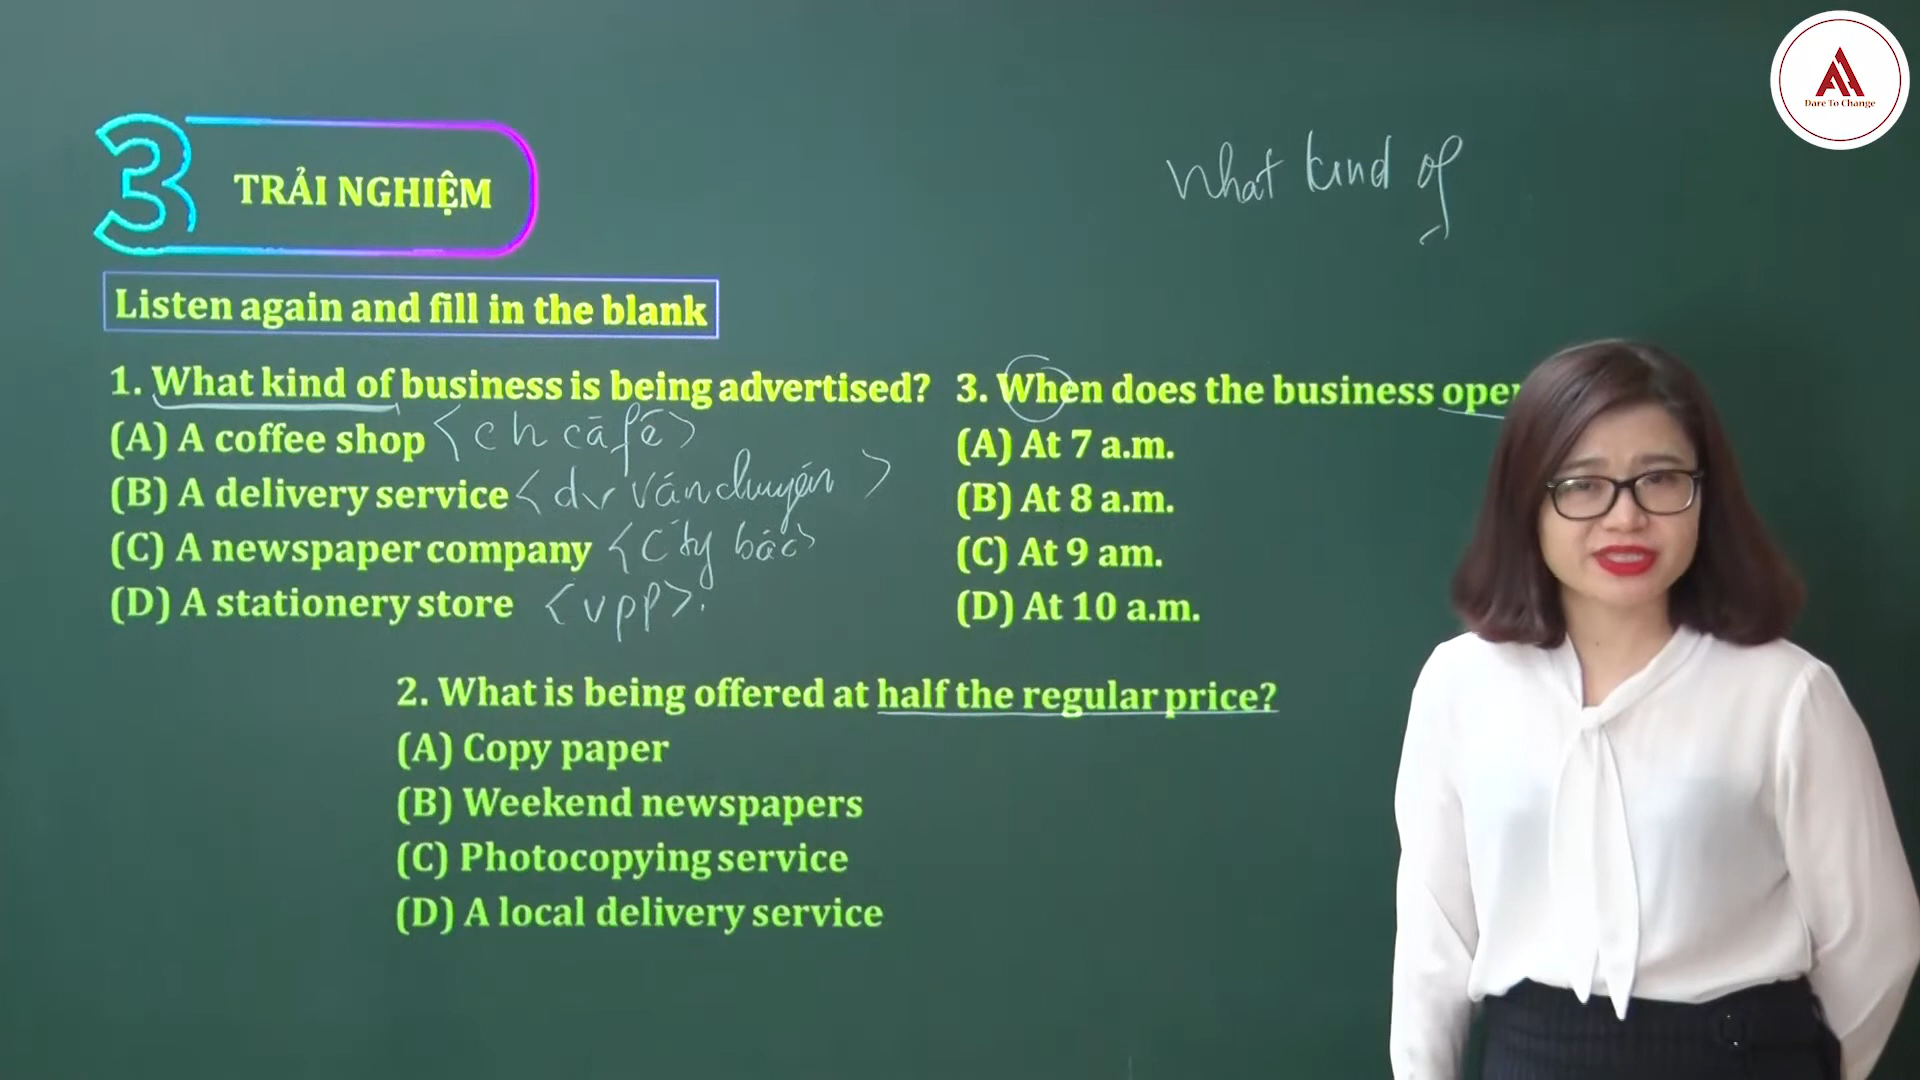 Dare To Change
3 TRẢI NGHIỆM
What kind of
Listen again and fill in the blank
1. What kind of business is being advertised?
(A) A coffee shop <ch cà fê>
(B) A delivery service <dv vận chuyển>
(C) A newspaper company <Cty báo>
(D) A stationery store <vpp>
3. When does the business
(A) At 7 a.m.
(B) At 8 a.m.
(C) At 9 am.
(D) At 10 a.m.
2. What is being offered at half the regular price?
(A) Copy paper
(B) Weekend newspapers
(C) Photocopying service
(D) A local delivery service